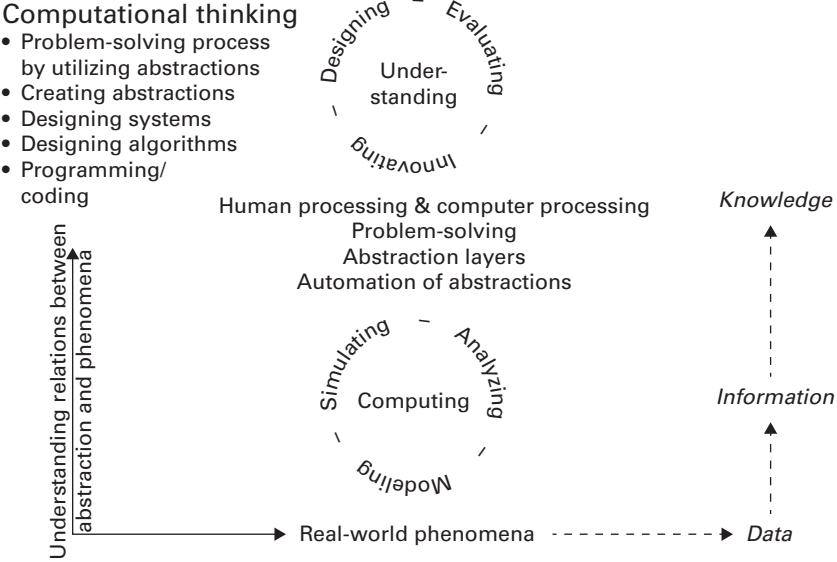 Computational thinking
• Problem-solving process
by utilizing abstractions
• Creating abstractions
• Designing systems
• Designing algorithms
• Programming/
coding
Designing – Evaluating – Innovating –
Under-
standing
Human processing & computer processing
Problem-solving
Abstraction layers
Automation of abstractions
Knowledge
Understanding relations between
abstraction and phenomena
Simulating – Analyzing – Modeling –
Computing
Information
Real-world phenomena
Data